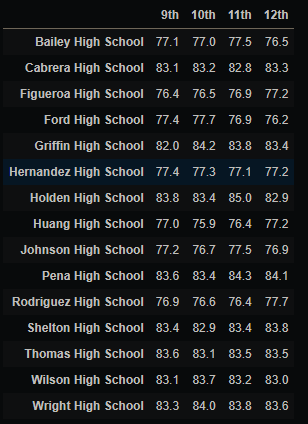 9th 10th 11th 12th
Bailey High School 77.1 77.0 77.5 76.5
Cabrera High School 83.1 83.2 82.8 83.3
Figueroa High School 76.4 76.5 76.9 77.2
Ford High School 77.4 77.7 76.9 76.2
Griffin High School 82.0 84.2 83.8 83.4
Hernandez High School 77.4 77.3 77.1 77.2
Holden High School 83.8 83.4 85.0 82.9
Huang High School 77.0 75.9 76.4 77.2
Johnson High School 77.2 76.7 77.5 76.9
Pena High School 83.6 83.4 84.3 84.1
Rodriguez High School 76.9 76.6 76.4 77.7
Shelton High School 83.4 82.9 83.4 83.8
Thomas High School 83.6 83.1 83.5 83.5
Wilson High School 83.1 83.7 83.2 83.0
Wright High School 83.3 84.0 83.8 83.6